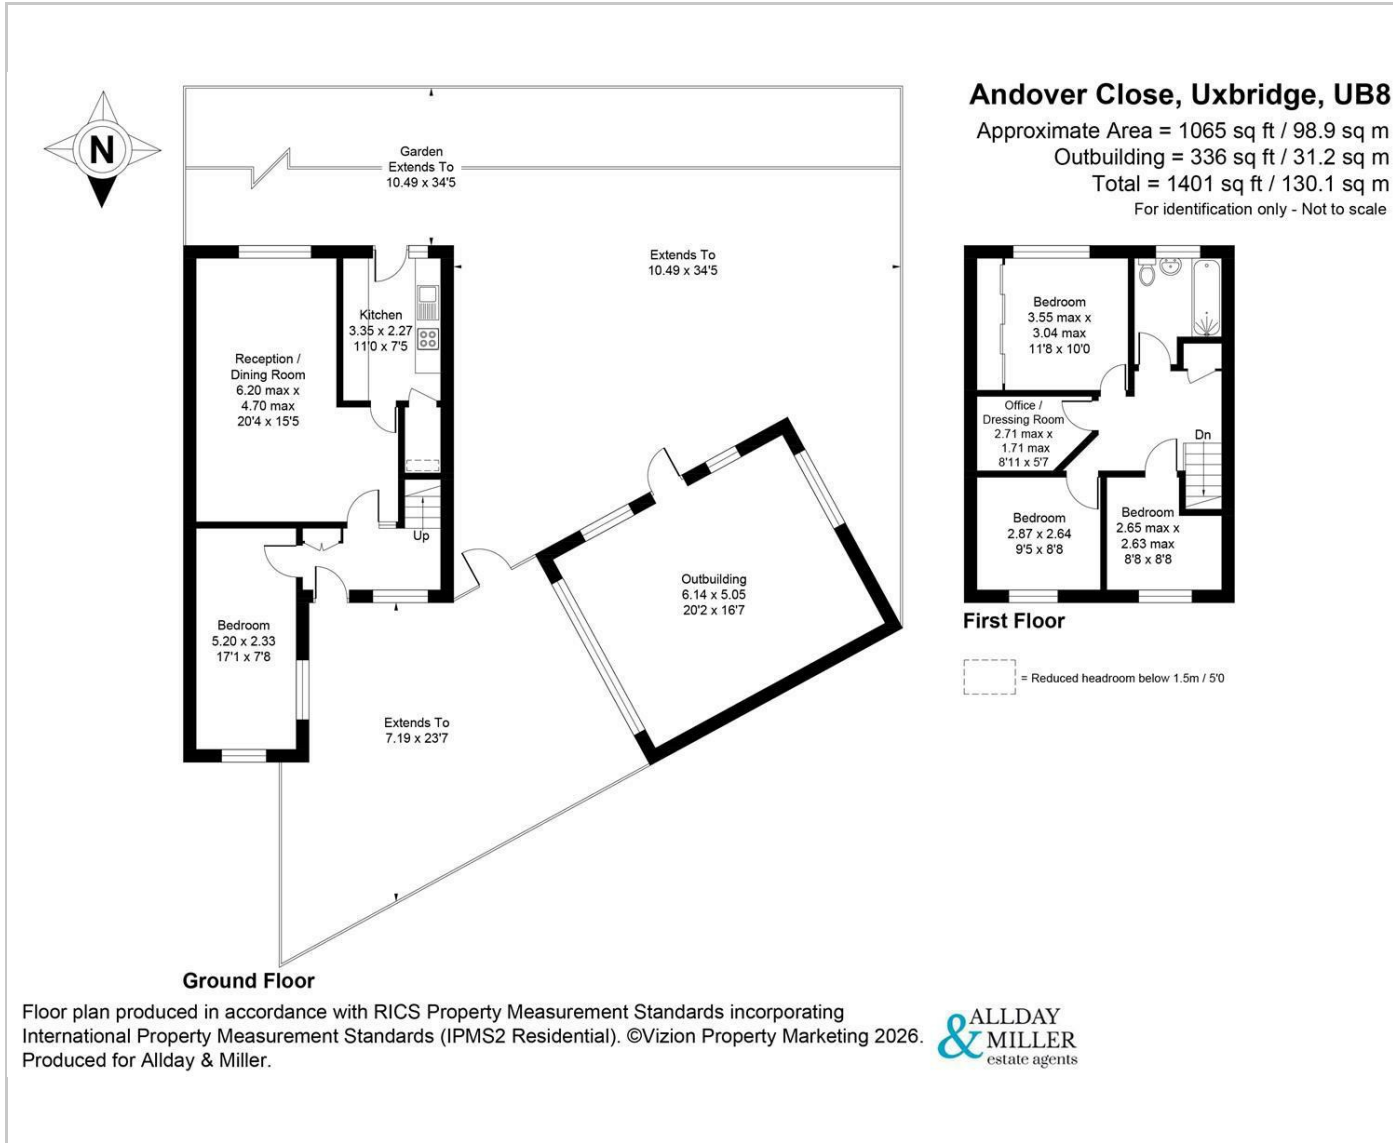 Andover Close, Uxbridge, UB8
Approximate Area = 1065 sq ft / 98.9 sq m
Outbuilding = 336 sq ft / 31.2 sq m
Total = 1401 sq ft / 130.1 sq m
For identification only - Not to scale
N
Garden
Extends To
10.49 x 34'5
Extends To
10.49 x 34'5
Kitchen
3.35 x 2.27
11'0 x 7'5
Reception /
Dining Room
6.20 max x
4.70 max
20'4 x 15'5
Up
Bedroom
5.20 x 2.33
17'1 x 7'8
Outbuilding
6.14 x 5.05
20'2 x 16'7
Extends To
7.19 x 23'7
Ground Floor
Bedroom
3.55 max x
3.04 max
11'8 x 10'0
Office /
Dressing Room
2.71 max x
1.71 max
8'11 x 5'7
Dn
Bedroom
2.87 x 2.64
9'5 x 8'8
Bedroom
2.65 max x
2.63 max
8'8 x 8'8
First Floor
= Reduced headroom below 1.5m / 5'0
Floor plan produced in accordance with RICS Property Measurement Standards incorporating
International Property Measurement Standards (IPMS2 Residential). ©Vizion Property Marketing 2026.
Produced for Allday & Miller.
ALLDAY
& MILLER
estate agents